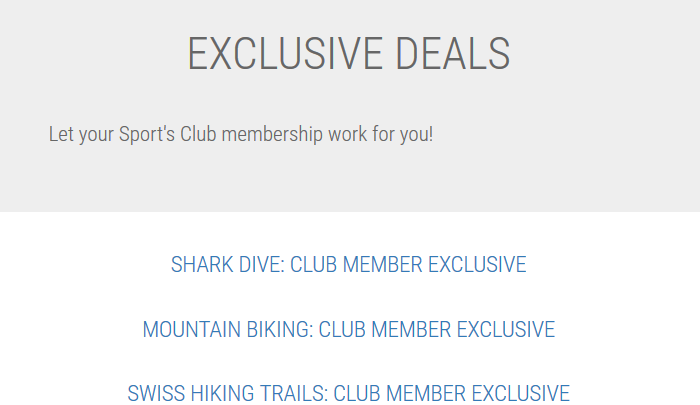 EXCLUSIVE DEALS
Let your Sport's Club membership work for you!
SHARK DIVE: CLUB MEMBER EXCLUSIVE
MOUNTAIN BIKING: CLUB MEMBER EXCLUSIVE
SWISS HIKING TRAILS: CLUB MEMBER EXCLUSIVE